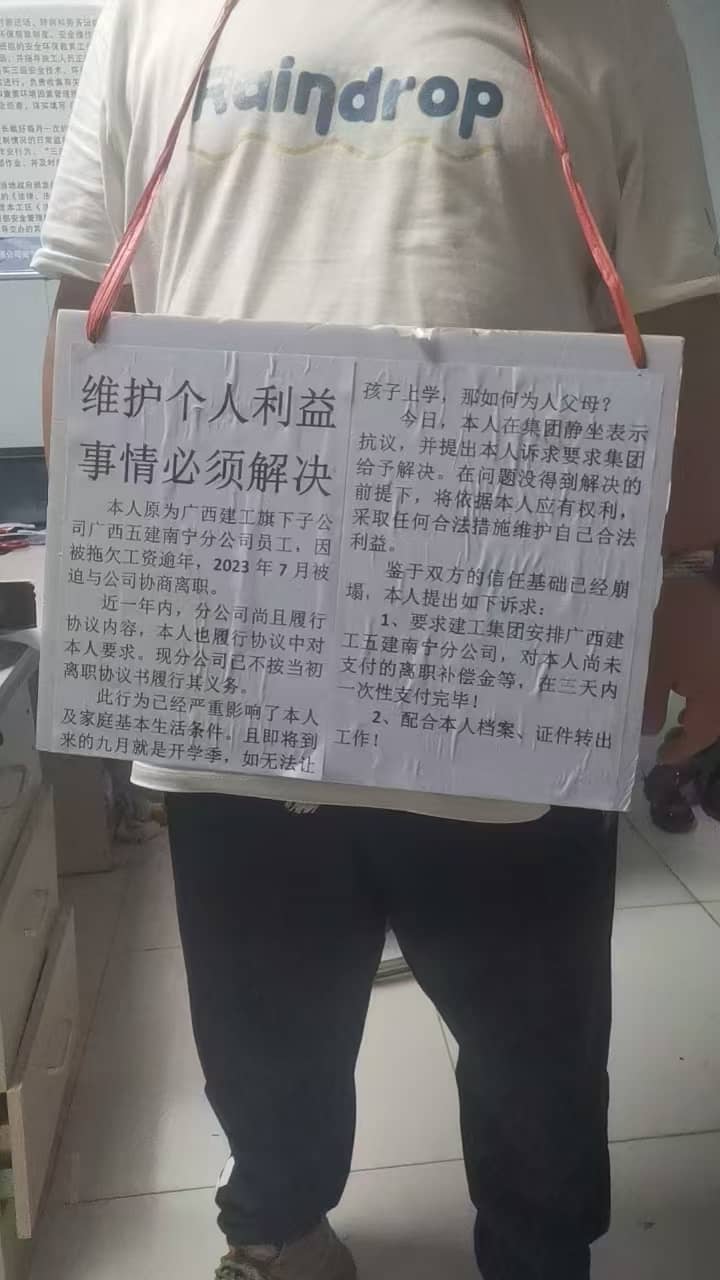 Raindrop
维护个人利益
事情必须解决
本人原为广西建工旗下子公
司广西五建南宁分公司员工，因
被拖欠工资逾年，2023年7月被
迫与公司协商离职。
近一年内，分公司尚且履行
协议内容，本人也履行协议中对
本人要求。现分公司已不按当初
离职协议书履行其义务。
此行为已经严重影响了本人
及家庭基本生活条件。且即将到
来的九月就是开学季，如无法让
孩子上学，那如何为人父母？
今日，本人在集团静坐表示
抗议，并提出本人诉求要求集团
给予解决。在问题没得到解决的
前提下，将依据本人应有权利，
采取任何合法措施维护自己合法
利益。
鉴于双方的信任基础已经崩
塌，本人提出如下诉求：
1、要求建工集团安排广西建
工五建南宁分公司，对本人尚未
支付的离职补偿金等，在三天内
一次性支付完毕！
2、配合本人档案、证件转出
工作！